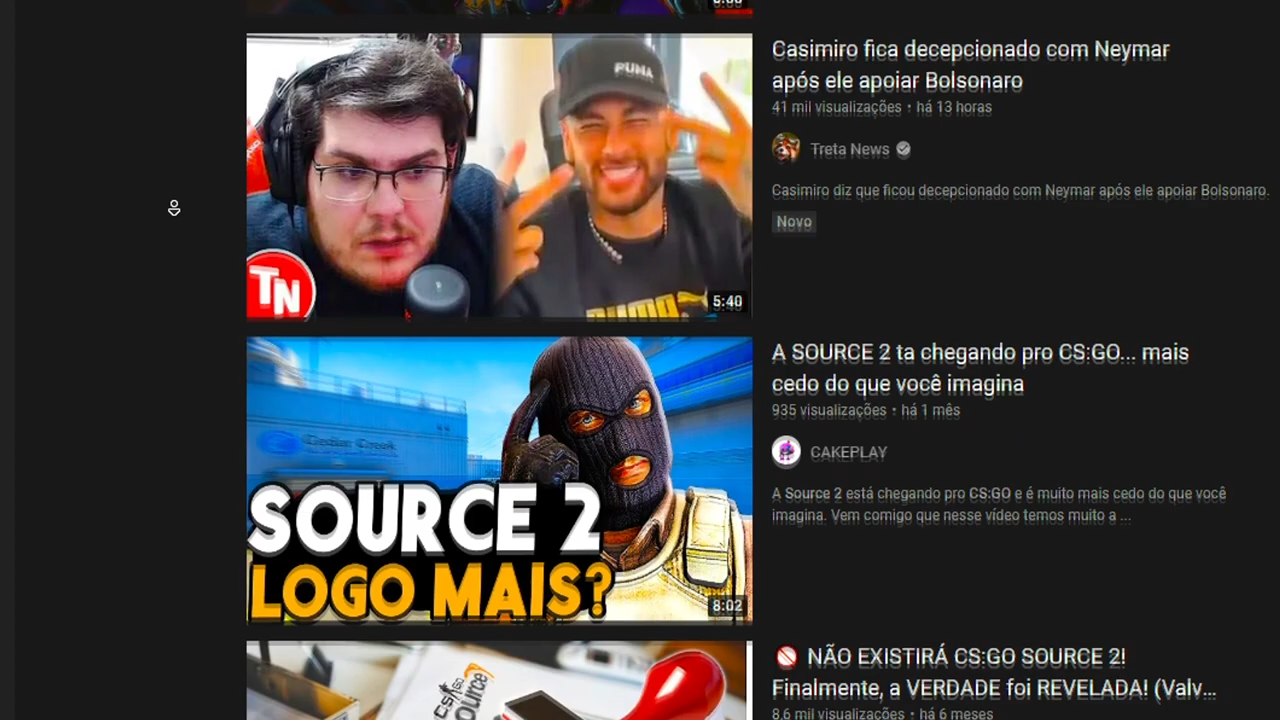 PUMA
PUMA
TN
5:40
Casimiro fica decepcionado com Neymar
após ele apoiar Bolsonaro
41 mil visualizações • há 13 horas
Treta News
Casimiro diz que ficou decepcionado com Neymar após ele apoiar Bolsonaro.
Novo
SOURCE 2
LOGO MAIS?
8:02
A SOURCE 2 ta chegando pro CS:GO... mais
cedo do que você imagina
935 visualizações • há 1 mês
CAKEPLAY
A Source 2 está chegando pro CS:GO e é muito mais cedo do que você
imagina. Vem comigo que nesse vídeo temos muito a ...
CS GO
source
NÃO EXISTIRÁ CS:GO SOURCE 2!
Finalmente, a VERDADE foi REVELADA! (Valv...
8,6 mil visualizações • há 6 meses